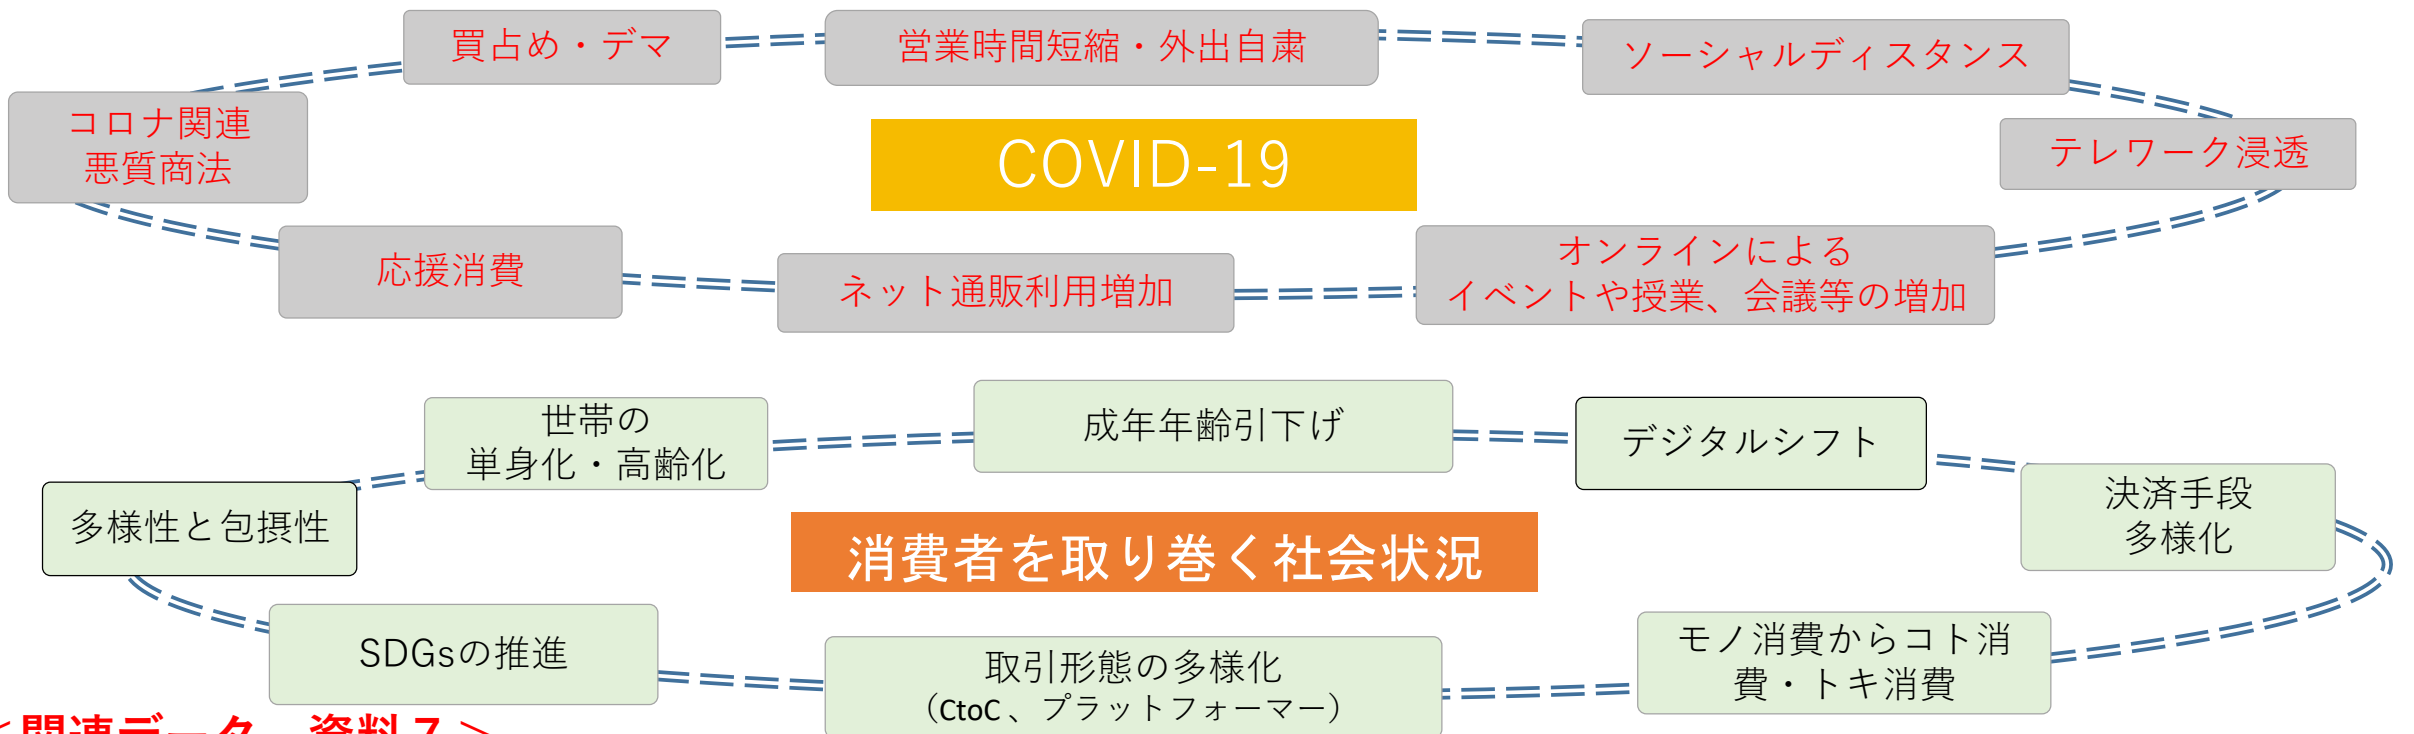 買占め・デマ
営業時間短縮・外出自粛
ソーシャルディスタンス
コロナ関連
悪質商法
COVID-19
テレワーク浸透
応援消費
ネット通販利用増加
オンラインによる
イベントや授業、会議等の増加
世帯の
単身化・高齢化
成年年齢引下げ
デジタルシフト
決済手段
多様化
多様性と包摂性
消費者を取り巻く社会状況
SDGsの推進
取引形態の多様化
（CtoC 、プラットフォーマー）
モノ消費からコト消
費・トキ消費
＜関連データ　資料７＞